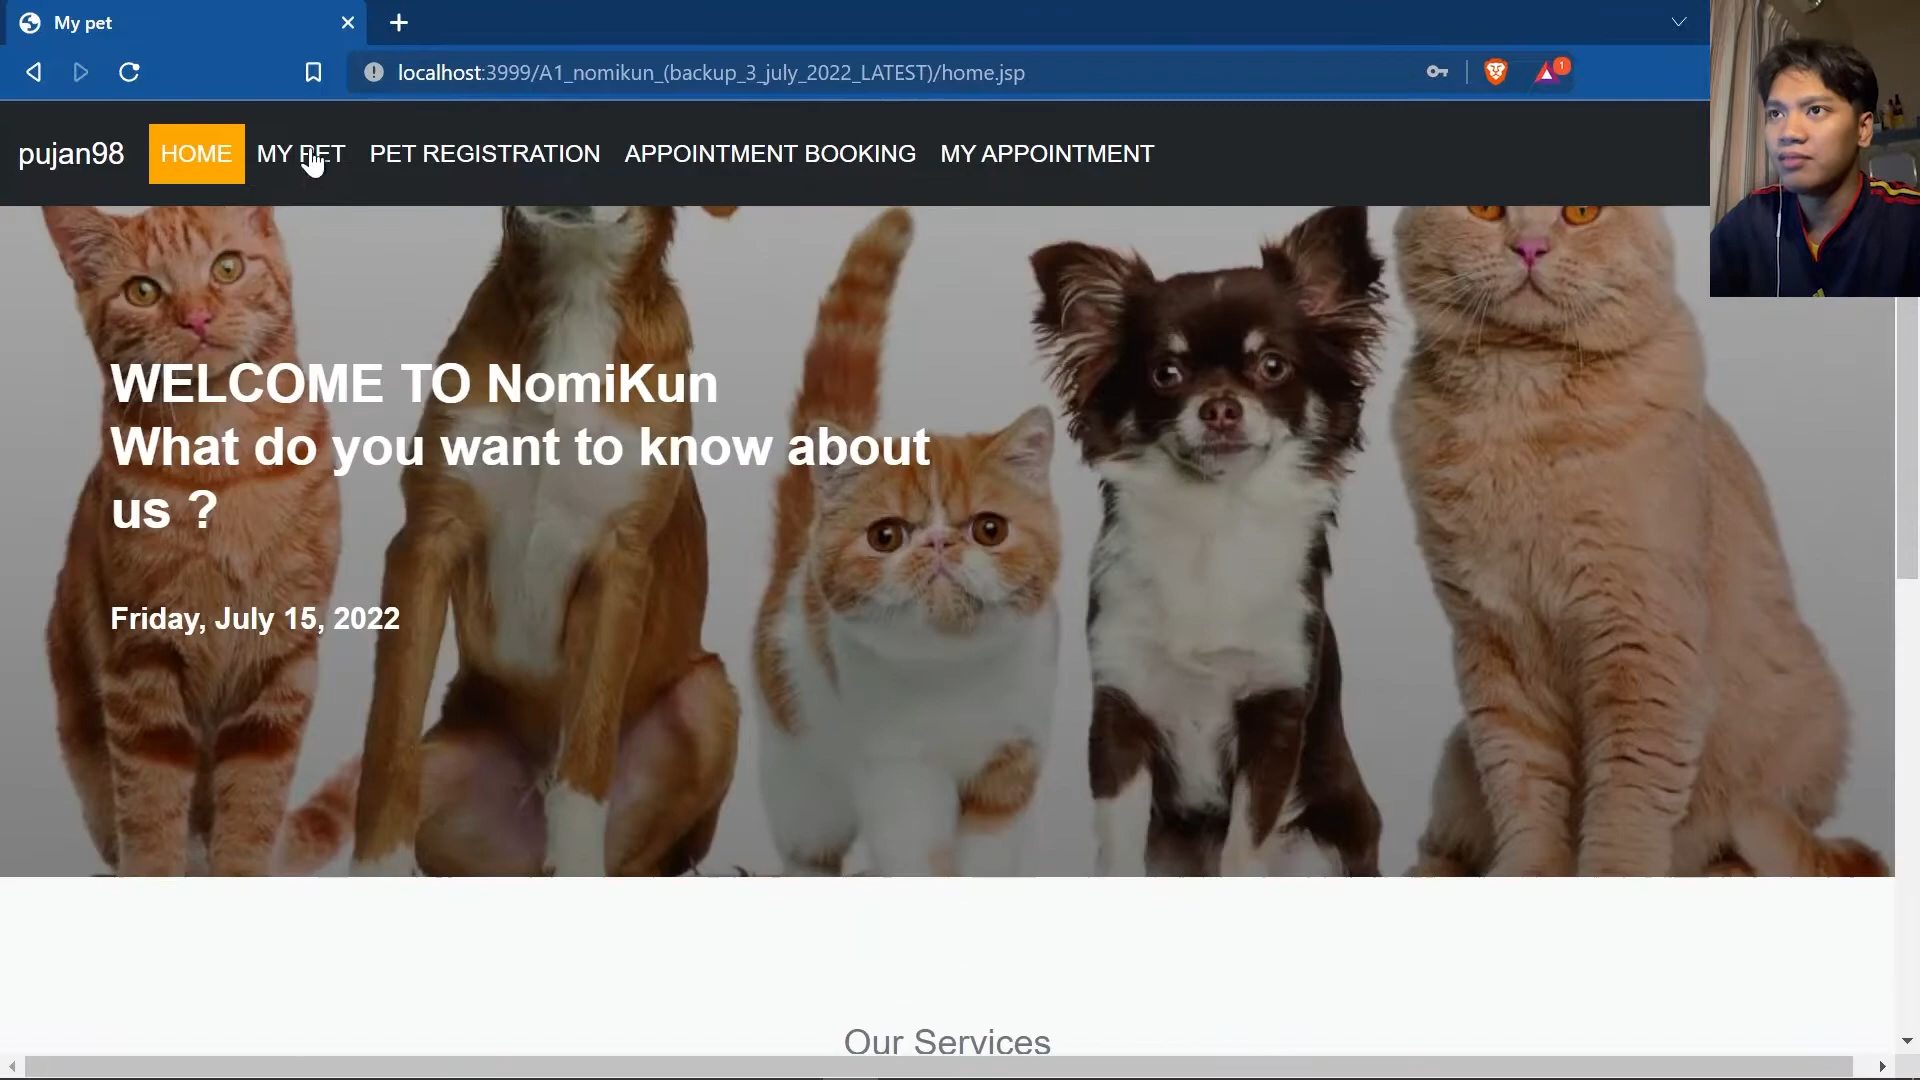 My pet
localhost:3999/A1_nomikun_(backup_3_july_2022_LATEST)/home.jsp
1
pujan98 HOME MY PET PET REGISTRATION APPOINTMENT BOOKING MY APPOINTMENT
WELCOME TO NomiKun
What do you want to know about
us ?
Friday, July 15, 2022
Our Services